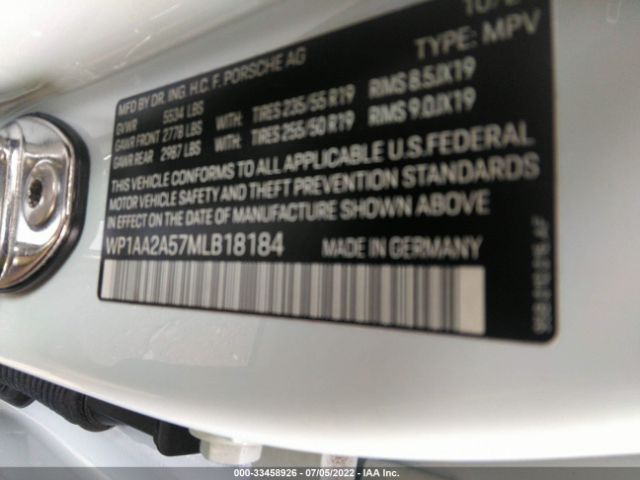 MFD BY DR. ING. H.C. F. PORSCHE AG
TYPE: MPV
GVWR 5534 LBS WITH: TIRES 235/55 R19 RIMS 8.5JX19
GAWR FRONT 2778 LBS WITH: TIRES 255/50 R19 RIMS 9.0JX19
GAWR REAR 2987 LBS
THIS VEHICLE CONFORMS TO ALL APPLICABLE U.S. FEDERAL
MOTOR VEHICLE SAFETY AND THEFT PREVENTION STANDARDS
IN EFFECT ON THE DATE OF MANUFACTURE SHOWN ABOVE.
WP1AA2A57MLB18184 MADE IN GERMANY
000-33458926 / 07/05/2022 / IAA Inc.